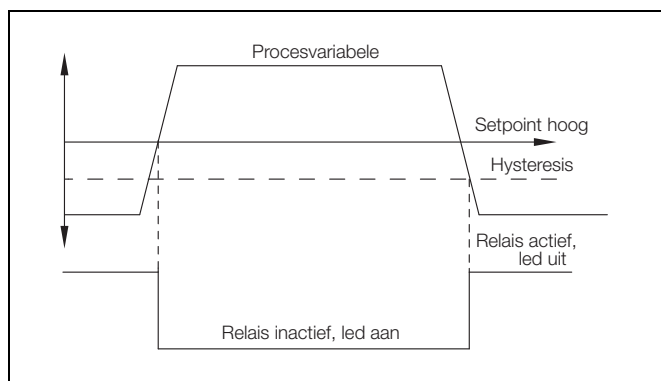 Procesvariabele
Setpoint hoog
Hysteresis
Relais actief,
led uit
Relais inactief, led aan